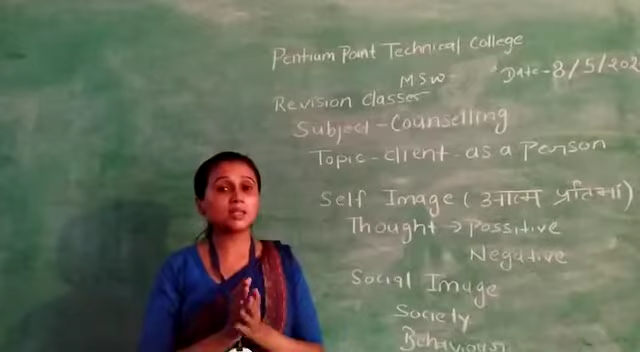 Pentium Point Technical College
MSW - Date - 8/5/202
Revision classes
Subject - Counselling
Topic - client - as a Person
Self Image (आत्म प्रतिमा)
Thought → Possitive
Negative
Social Image
Society